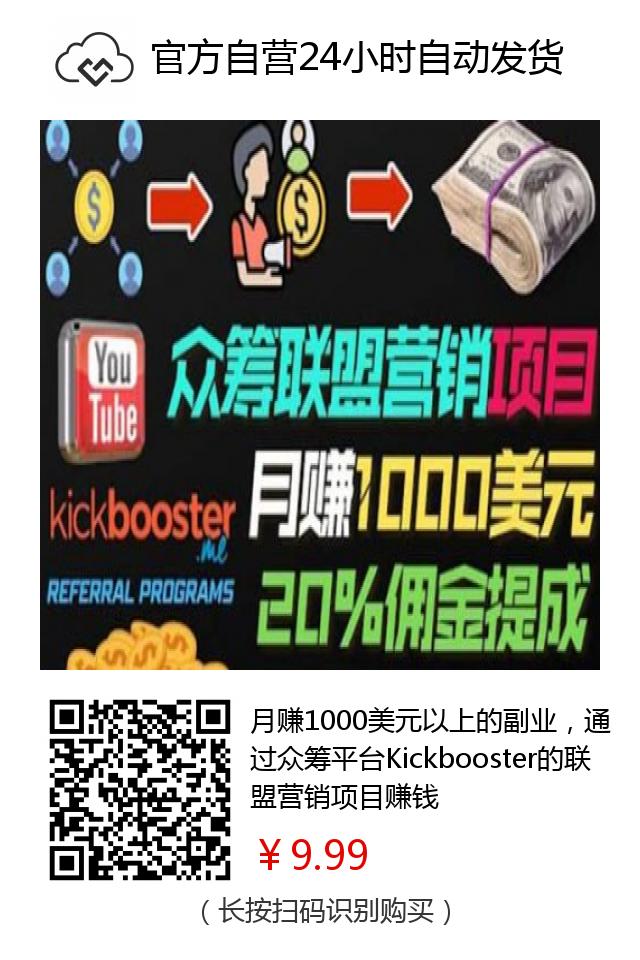 官方自营24小时自动发货
You
Tube
众筹联盟营销项目
kickbooster
.me
月赚1000美元
REFERRAL PROGRAMS
20%佣金提成
月赚1000美元以上的副业，通
过众筹平台Kickbooster的联
盟营销项目赚钱
￥9.99
（长按扫码识别购买）